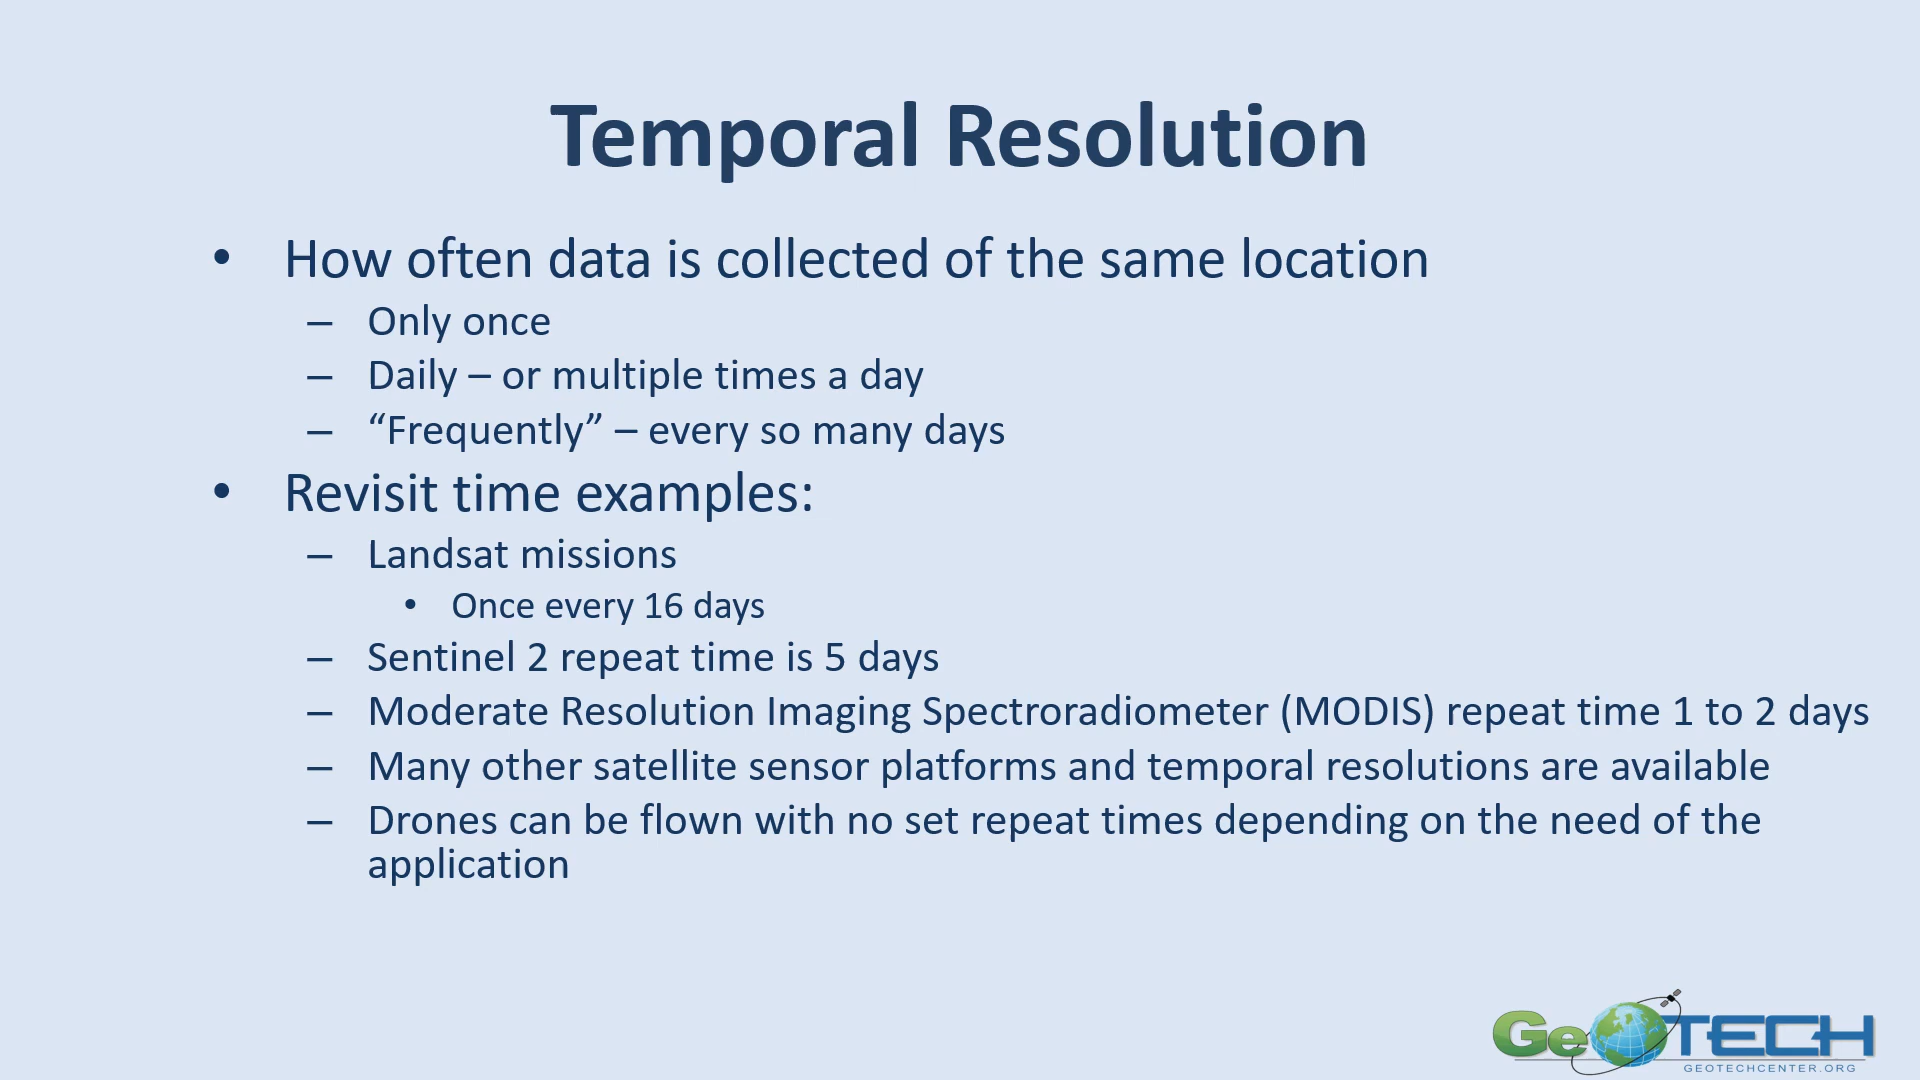 Temporal Resolution
• How often data is collected of the same location
– Only once
– Daily – or multiple times a day
– “Frequently” – every so many days
• Revisit time examples:
– Landsat missions
• Once every 16 days
– Sentinel 2 repeat time is 5 days
– Moderate Resolution Imaging Spectroradiometer (MODIS) repeat time 1 to 2 days
– Many other satellite sensor platforms and temporal resolutions are available
– Drones can be flown with no set repeat times depending on the need of the
application
GeoTECH
GEOTECHCENTER.ORG